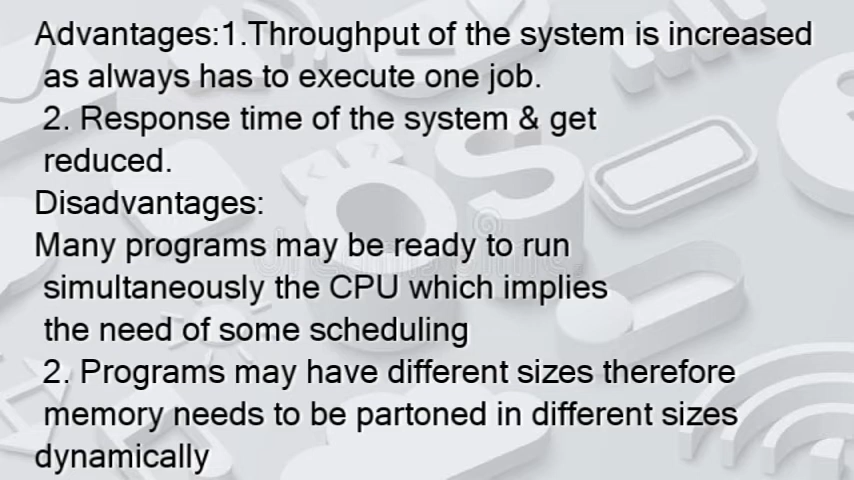 Advantages:1.Throughput of the system is increased
as always has to execute one job.
2. Response time of the system & get
reduced.
Disadvantages:
Many programs may be ready to run
simultaneously the CPU which implies
the need of some scheduling
2. Programs may have different sizes therefore
memory needs to be partoned in different sizes
dynamically
OS